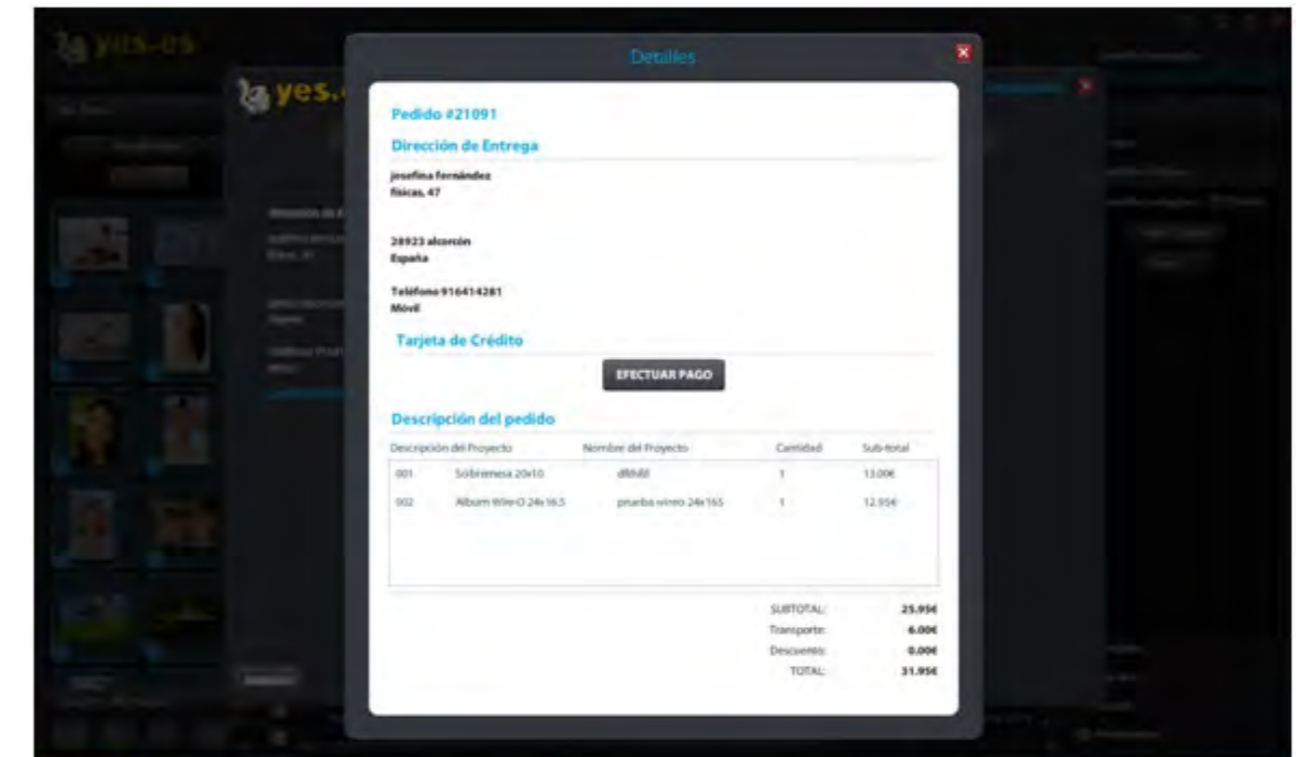 yes.
Detalles
Pedido #21091
Dirección de Entrega
josefina fernández
físicas, 47
28923 alcorcón
España
Teléfono 916414281
Móvil
Tarjeta de Crédito
EFECTUAR PAGO
Descripción del pedido
Descripción del Proyecto Nombre del Proyecto Cantidad Sub-total
001 Sobremesa 20x10 1 13.00€
002 Album Wire-O 24x16.5 prueba wireo 24x165 1 12.95€
SUBTOTAL: 25.95€
Transporte: 6.00€
Descuento: 0.00€
TOTAL: 31.95€